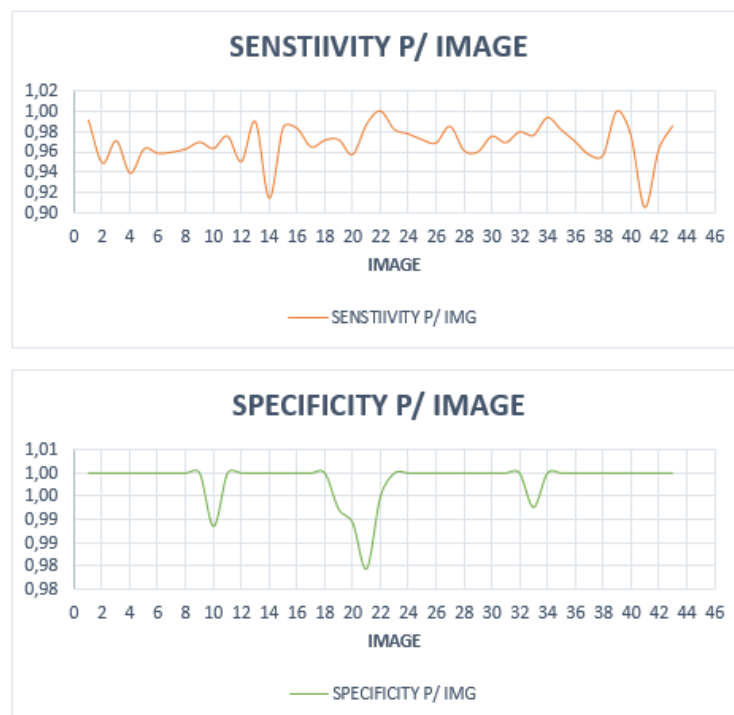 SENSTIIVITY P/ IMAGE
1,02
1,00
0,98
0,96
0,94
0,92
0,90
0 2 4 6 8 10 12 14 16 18 20 22 24 26 28 30 32 34 36 38 40 42 44 46
IMAGE
SENSTIIVITY P/ IMG
SPECIFICITY P/ IMAGE
1,01
1,00
1,00
0,99
0,99
0,98
0,98
0 2 4 6 8 10 12 14 16 18 20 22 24 26 28 30 32 34 36 38 40 42 44 46
IMAGE
SPECIFICITY P/ IMG